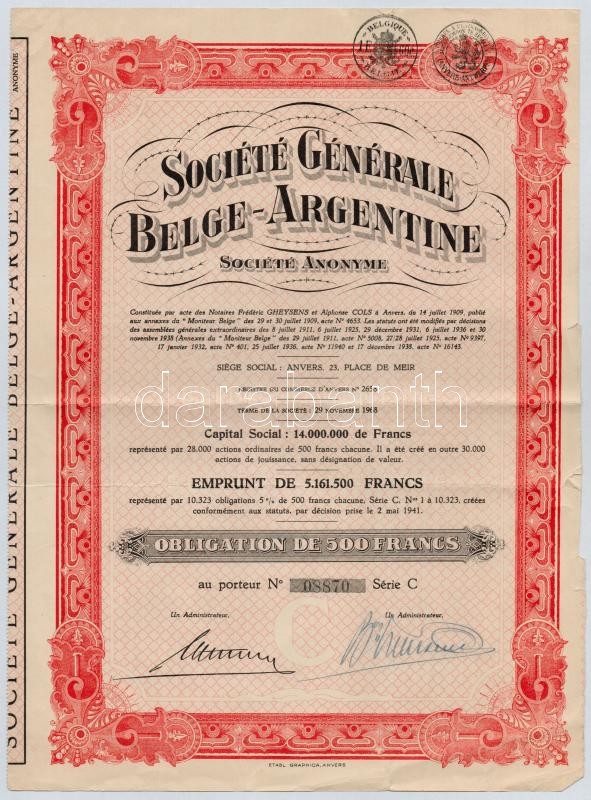 SOCIÉTÉ GÉNÉRALE
BELGE-ARGENTINE
SOCIÉTÉ ANONYME
Constituée par acte des Notaires Frédéric GHEYSENS et Alphonse COLS à Anvers, du 14 juillet 1909, publié
aux annexes du "Moniteur Belge" des 29 et 30 juillet 1909, acte N° 4653. Les statuts ont été modifiés par décisions
des assemblées générales extraordinaires des 8 juillet 1911, 6 juillet 1925, 29 décembre 1931, 6 juillet 1936 et 30
novembre 1938 (Annexes du "Moniteur Belge" des 29 juillet 1911, acte N° 5008, 27/28 juillet 1925, acte N° 9397,
17 janvier 1932, acte N° 401, 25 juillet 1936, acte N° 11940 et 17 décembre 1938, acte N° 16143.
SIÈGE SOCIAL: ANVERS, 23, PLACE DE MEIR
REGISTRE DU COMMERCE D'ANVERS N° 2658
TERME DE LA SOCIÉTÉ: 29 NOVEMBRE 1968
Capital Social: 14.000.000 de Francs
représenté par 28.000 actions ordinaires de 500 francs chacune. Il a été créé en outre 30.000
actions de jouissance, sans désignation de valeur.
EMPRUNT DE 5.161.500 FRANCS
représenté par 10.323 obligations 5 % de 500 francs chacune, Série C, Nos 1 à 10.323, créées
conformément aux statuts, par décision prise le 2 mai 1941.
OBLIGATION DE 500 FRANCS
au porteur N° 08870 Série C
Un Administrateur, Un Administrateur,
C
ETABL. GRAPHICA, ANVERS
SOCIÉTÉ GÉNÉRALE BELGE-ARGENTINE ANONYME
BELGIQUE
darabanth